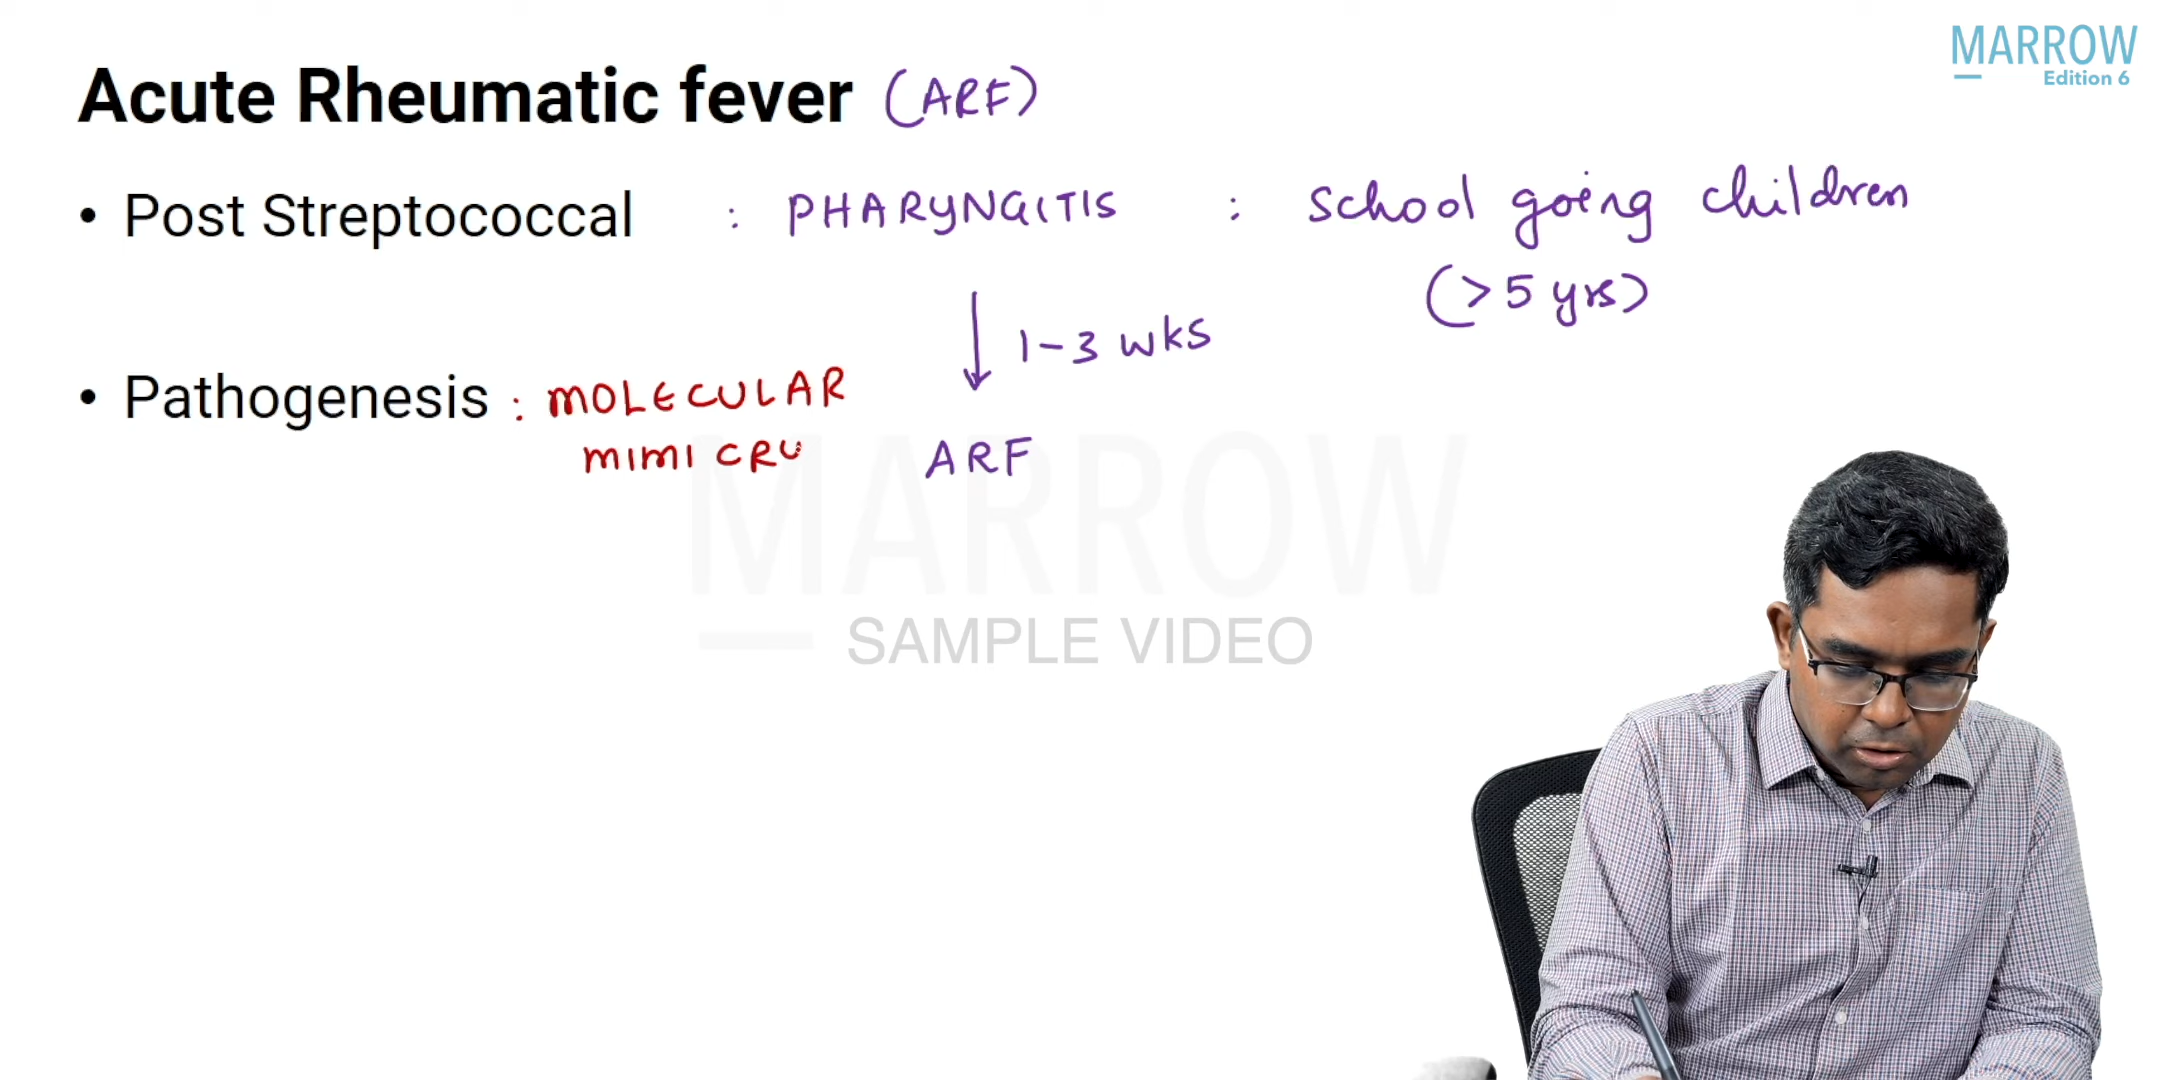 MARROW
Edition 6
Acute Rheumatic fever (ARF)
• Post Streptococcal : PHARYNGITIS : School going children
(>5 yrs)
1-3 wks
• Pathogenesis : MOLECULAR
MIMICRY
ARF
MARROW
SAMPLE VIDEO